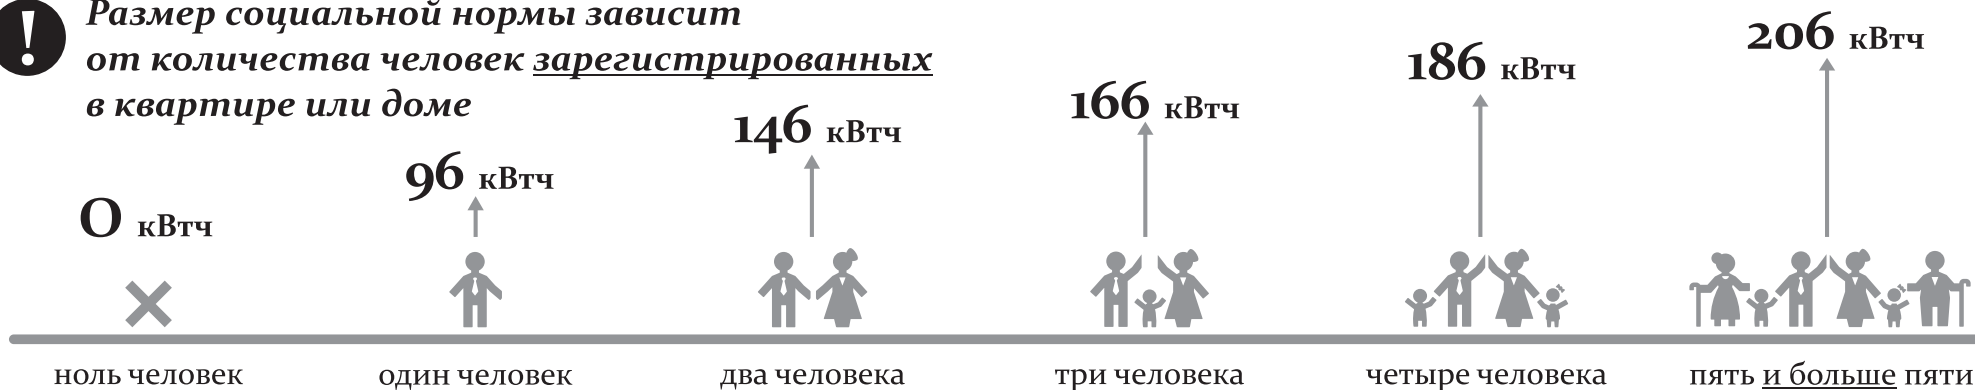 !
Размер социальной нормы зависит
от количества человек зарегистрированных
в квартире или доме
0 кВтч
96 кВтч
146 кВтч
166 кВтч
186 кВтч
206 кВтч
ноль человек
один человек
два человека
три человека
четыре человека
пять и больше пяти